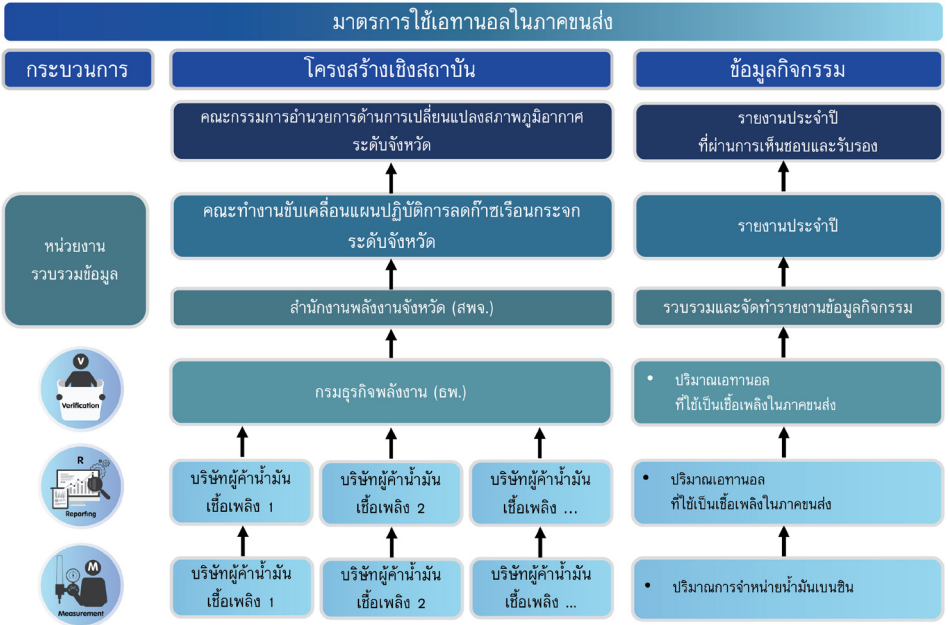 มาตรการใช้เอทานอลในภาคขนส่ง
กระบวนการ
โครงสร้างเชิงสถาบัน
ข้อมูลกิจกรรม
คณะกรรมการอำนวยการด้านการเปลี่ยนแปลงสภาพภูมิอากาศ
ระดับจังหวัด
รายงานประจำปี
ที่ผ่านการเห็นชอบและรับรอง
หน่วยงาน
รวบรวมข้อมูล
คณะทำงานขับเคลื่อนแผนปฏิบัติการลดก๊าซเรือนกระจก
ระดับจังหวัด
รายงานประจำปี
สำนักงานพลังงานจังหวัด (สพจ.)
รวบรวมและจัดทำรายงานข้อมูลกิจกรรม
V
Verification
กรมธุรกิจพลังงาน (ธพ.)
• ปริมาณเอทานอล
ที่ใช้เป็นเชื้อเพลิงในภาคขนส่ง
R
Reporting
บริษัทผู้ค้าน้ำมัน
เชื้อเพลิง 1
บริษัทผู้ค้าน้ำมัน
เชื้อเพลิง 2
บริษัทผู้ค้าน้ำมัน
เชื้อเพลิง ...
• ปริมาณเอทานอล
ที่ใช้เป็นเชื้อเพลิงในภาคขนส่ง
M
Measurement
บริษัทผู้ค้าน้ำมัน
เชื้อเพลิง 1
บริษัทผู้ค้าน้ำมัน
เชื้อเพลิง 2
บริษัทผู้ค้าน้ำมัน
เชื้อเพลิง ...
• ปริมาณการจำหน่ายน้ำมันเบนซิน